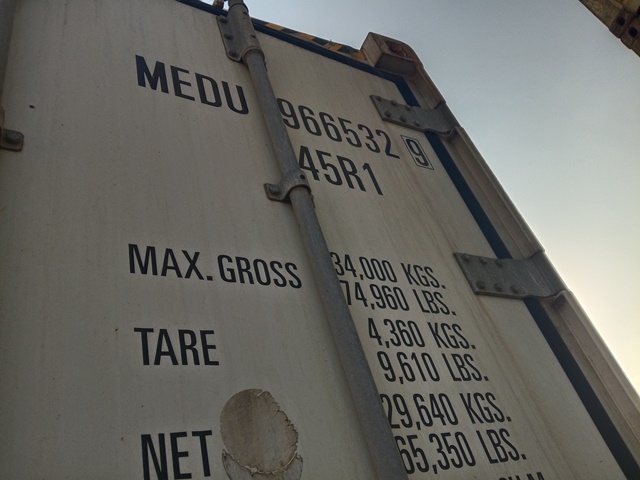 MEDU 966532 9
45R1
MAX. GROSS 34,000 KGS.
74,960 LBS.
TARE 4,360 KGS.
9,610 LBS.
NET 29,640 KGS.
65,350 LBS.